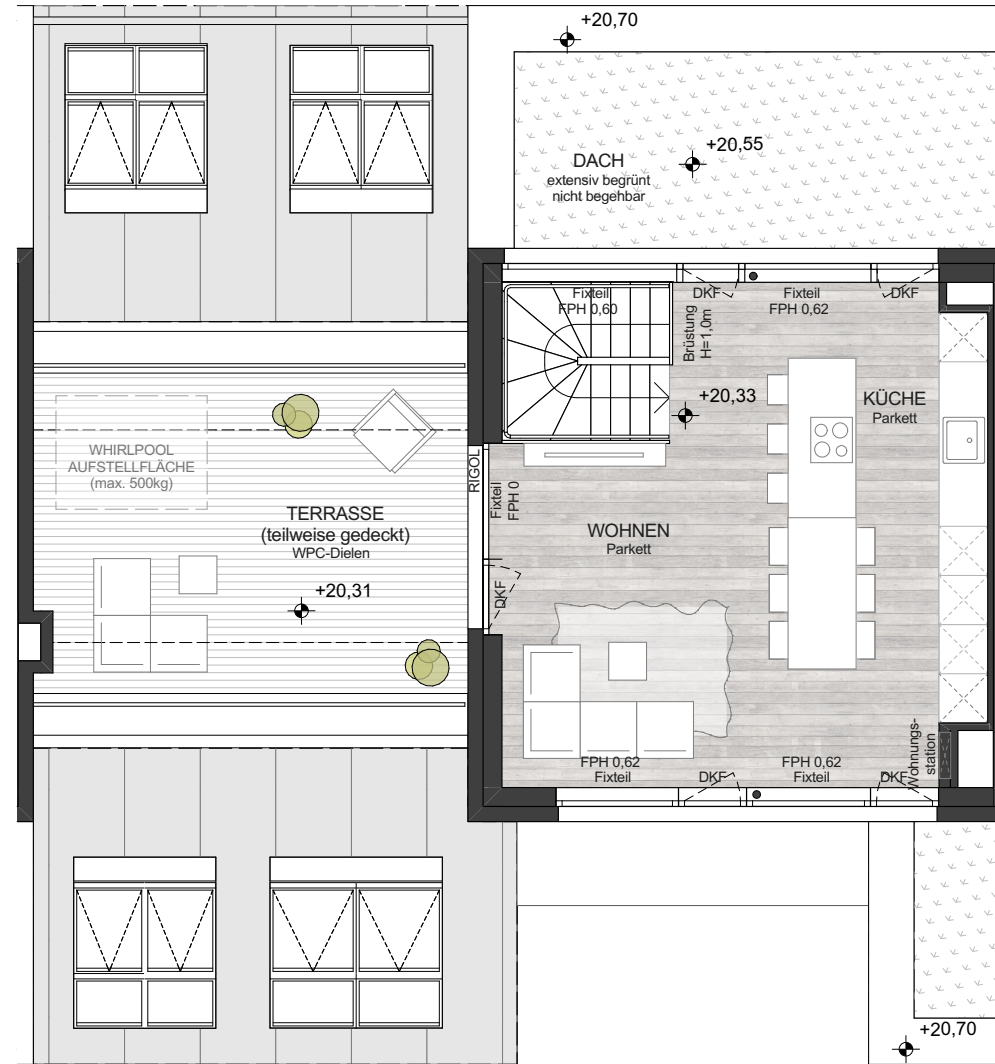 +20,70
+20,55
DACH
extensiv begrünt
nicht begehbar
Fixteil
FPH 0,60
DKF
Fixteil
FPH 0,62
DKF
Brüstung
H=1,0m
+20,33
KÜCHE
Parkett
WHIRLPOOL
AUFSTELLFLÄCHE
(max. 500kg)
RIGOL
Fixteil
FPH 0
TERRASSE
(teilweise gedeckt)
WPC-Dielen
WOHNEN
Parkett
+20,31
DKF
Wohnungs-
station
FPH 0,62
Fixteil
DKF
FPH 0,62
Fixteil
DKF
+20,70